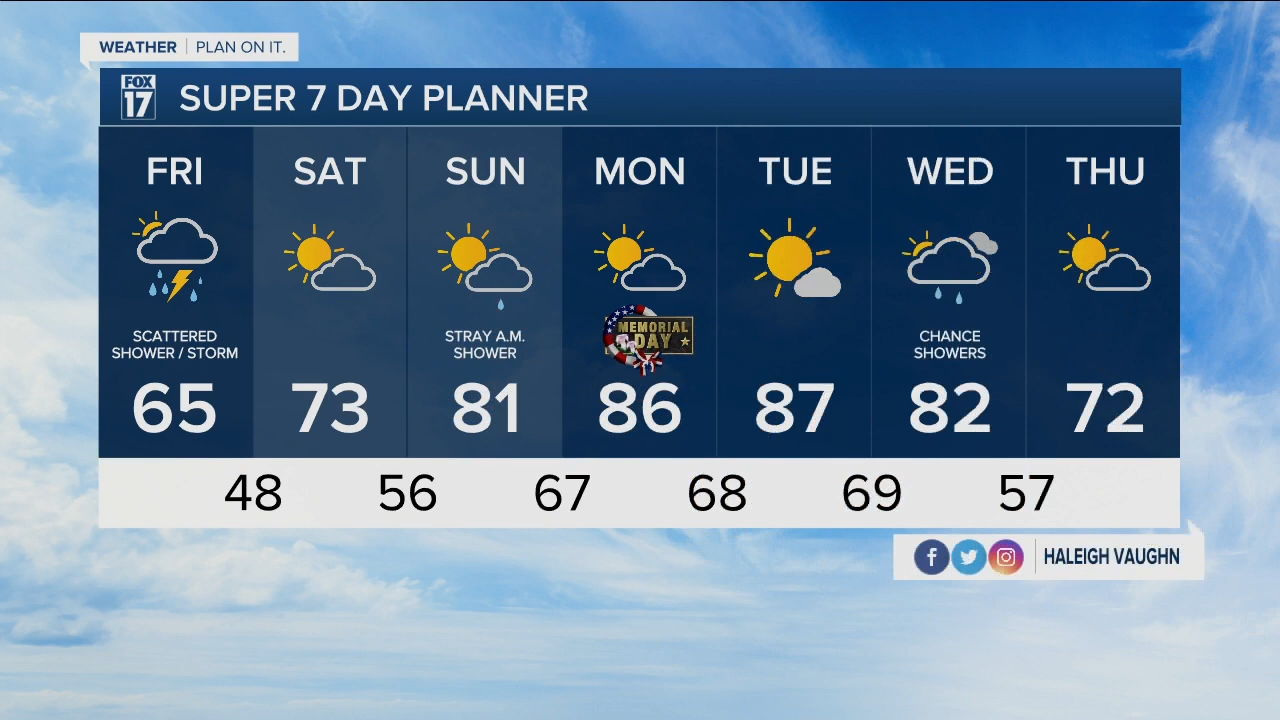 WEATHER | PLAN ON IT.
FOX
17
SUPER 7 DAY PLANNER
FRI
SAT
SUN
MON
TUE
WED
THU
SCATTERED
SHOWER / STORM
STRAY A.M.
SHOWER
MEMORIAL
DAY
CHANCE
SHOWERS
65
73
81
86
87
82
72
48
56
67
68
69
57
HALEIGH VAUGHN